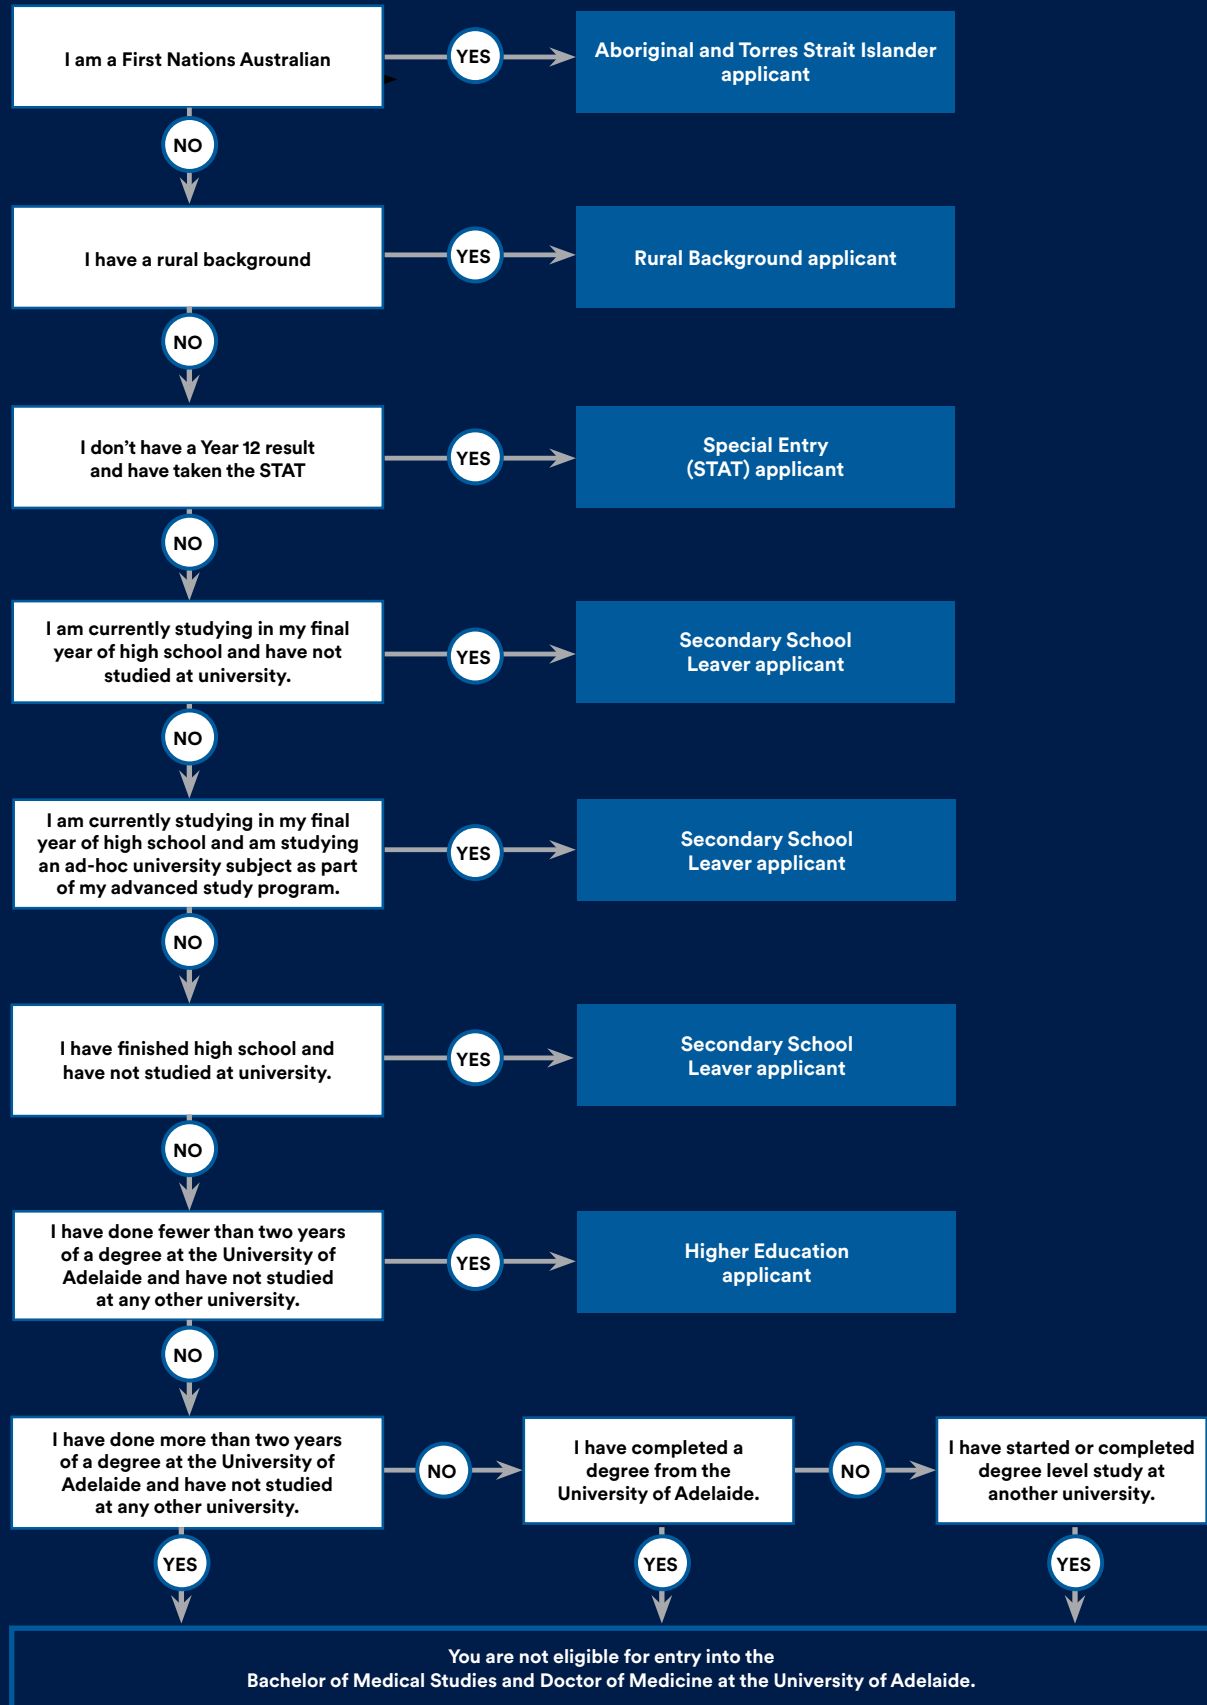 I am a First Nations Australian
YES
Aboriginal and Torres Strait Islander
applicant
NO
I have a rural background
YES
Rural Background applicant
NO
I don't have a Year 12 result
and have taken the STAT
YES
Special Entry
(STAT) applicant
NO
I am currently studying in my final
year of high school and have not
studied at university.
YES
Secondary School
Leaver applicant
NO
I am currently studying in my final
year of high school and am studying
an ad-hoc university subject as part
of my advanced study program.
YES
Secondary School
Leaver applicant
NO
I have finished high school and
have not studied at university.
YES
Secondary School
Leaver applicant
NO
I have done fewer than two years
of a degree at the University of
Adelaide and have not studied
at any other university.
YES
Higher Education
applicant
NO
I have done more than two years
of a degree at the University of
Adelaide and have not studied
at any other university.
NO
I have completed a
degree from the
University of Adelaide.
NO
I have started or completed
degree level study at
another university.
YES
YES
YES
You are not eligible for entry into the
Bachelor of Medical Studies and Doctor of Medicine at the University of Adelaide.